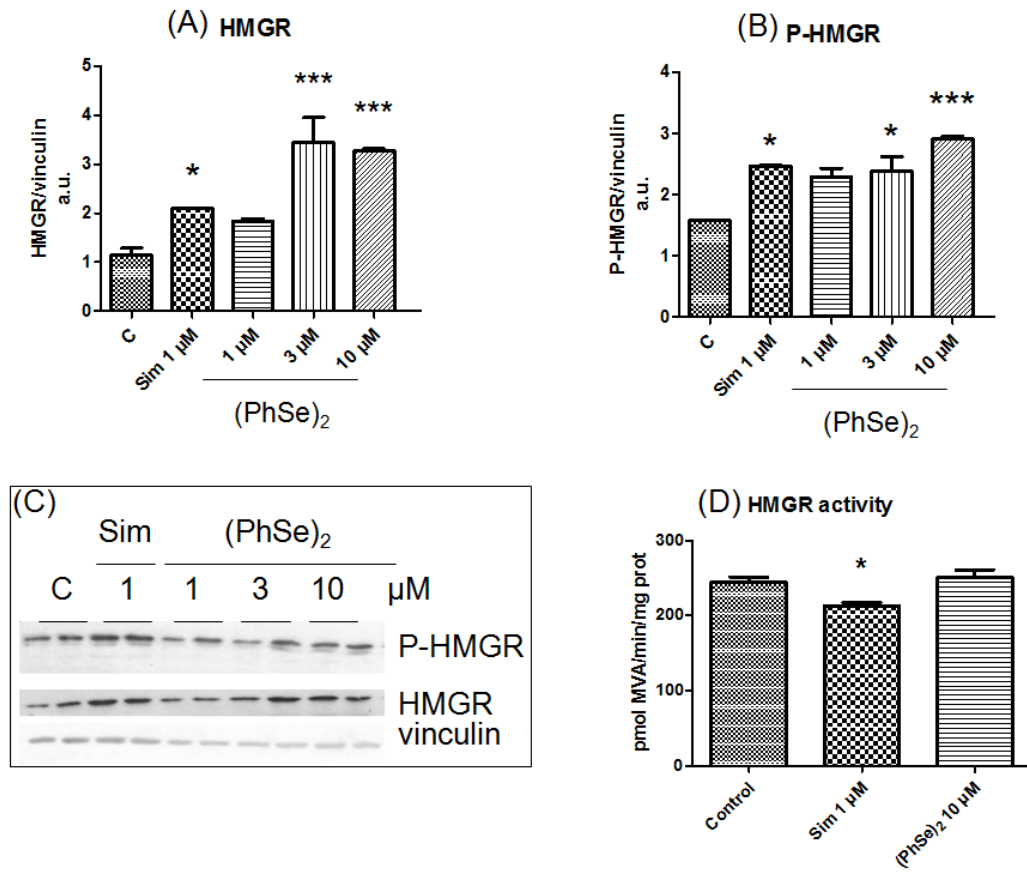 (A) HMGR
HMGR/vinculin
a.u.
5
4
3
2
1
0
*
***
***
C
Sim 1 µM
1 µM
3 µM
10 µM
(PhSe)₂
(B) P-HMGR
P-HMGR/vinculin
a.u.
4
3
2
1
0
*
*
***
C
Sim 1 µM
1 µM
3 µM
10 µM
(PhSe)₂
(C)
Sim (PhSe)₂
C 1 1 3 10 µM
P-HMGR
HMGR
vinculin
(D) HMGR activity
pmol MVA/min/mg prot
300
200
100
0
*
Control
Sim 1 µM
(PhSe)₂ 10 µM